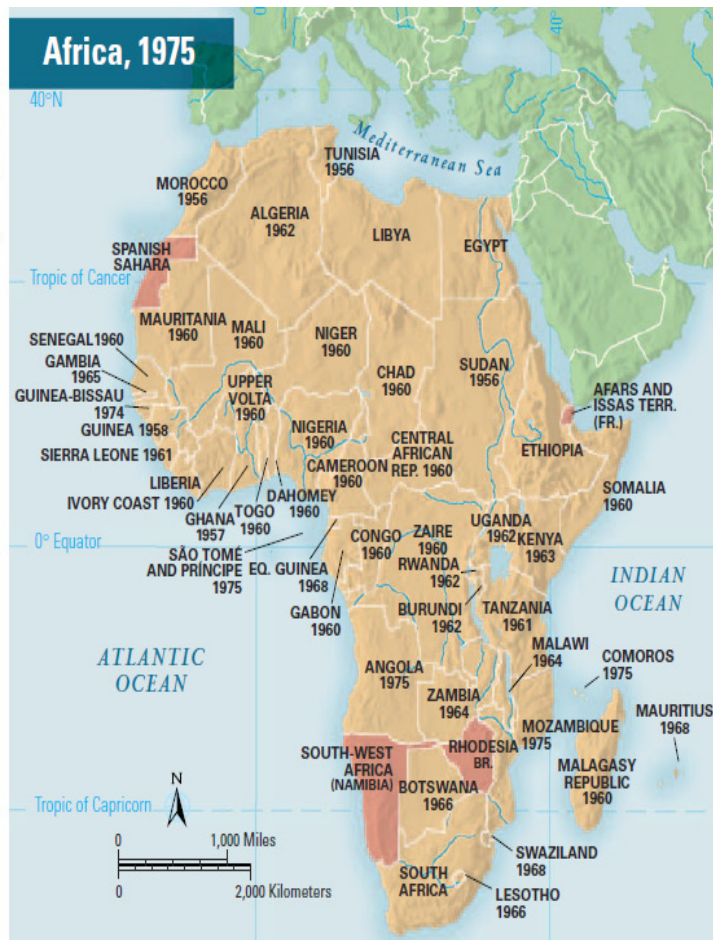 Africa, 1975
0°
40°
40°N
Mediterranean Sea
TUNISIA
1956
MOROCCO
1956
ALGERIA
1962
LIBYA
EGYPT
SPANISH
SAHARA
Tropic of Cancer
MAURITANIA
1960
MALI
1960
NIGER
1960
CHAD
1960
SUDAN
1956
SENEGAL1960
GAMBIA
1965
GUINEA-BISSAU
1974
GUINEA 1958
SIERRA LEONE 1961
LIBERIA
IVORY COAST 1960
UPPER
VOLTA
1960
GHANA
1957
TOGO
1960
DAHOMEY
1960
NIGERIA
1960
CAMEROON
1960
CENTRAL
AFRICAN
REP. 1960
AFARS AND
ISSAS TERR.
(FR.)
ETHIOPIA
SOMALIA
1960
0° Equator
SÂO TOMÉ
AND PRÍNCIPE
1975
EQ. GUINEA
1968
GABON
1960
CONGO
1960
ZAIRE
1960
UGANDA
1962
KENYA
1963
RWANDA
1962
BURUNDI
1962
TANZANIA
1961
INDIAN
OCEAN
ATLANTIC
OCEAN
ANGOLA
1975
ZAMBIA
1964
MALAWI
1964
COMOROS
1975
MAURITIUS
1968
MOZAMBIQUE
1975
MALAGASY
REPUBLIC
1960
RHODESIA
BR.
SOUTH-WEST
AFRICA
(NAMIBIA)
BOTSWANA
1966
Tropic of Capricorn
N
0 1,000 Miles
0 2,000 Kilometers
SOUTH
AFRICA
SWAZILAND
1968
LESOTHO
1966